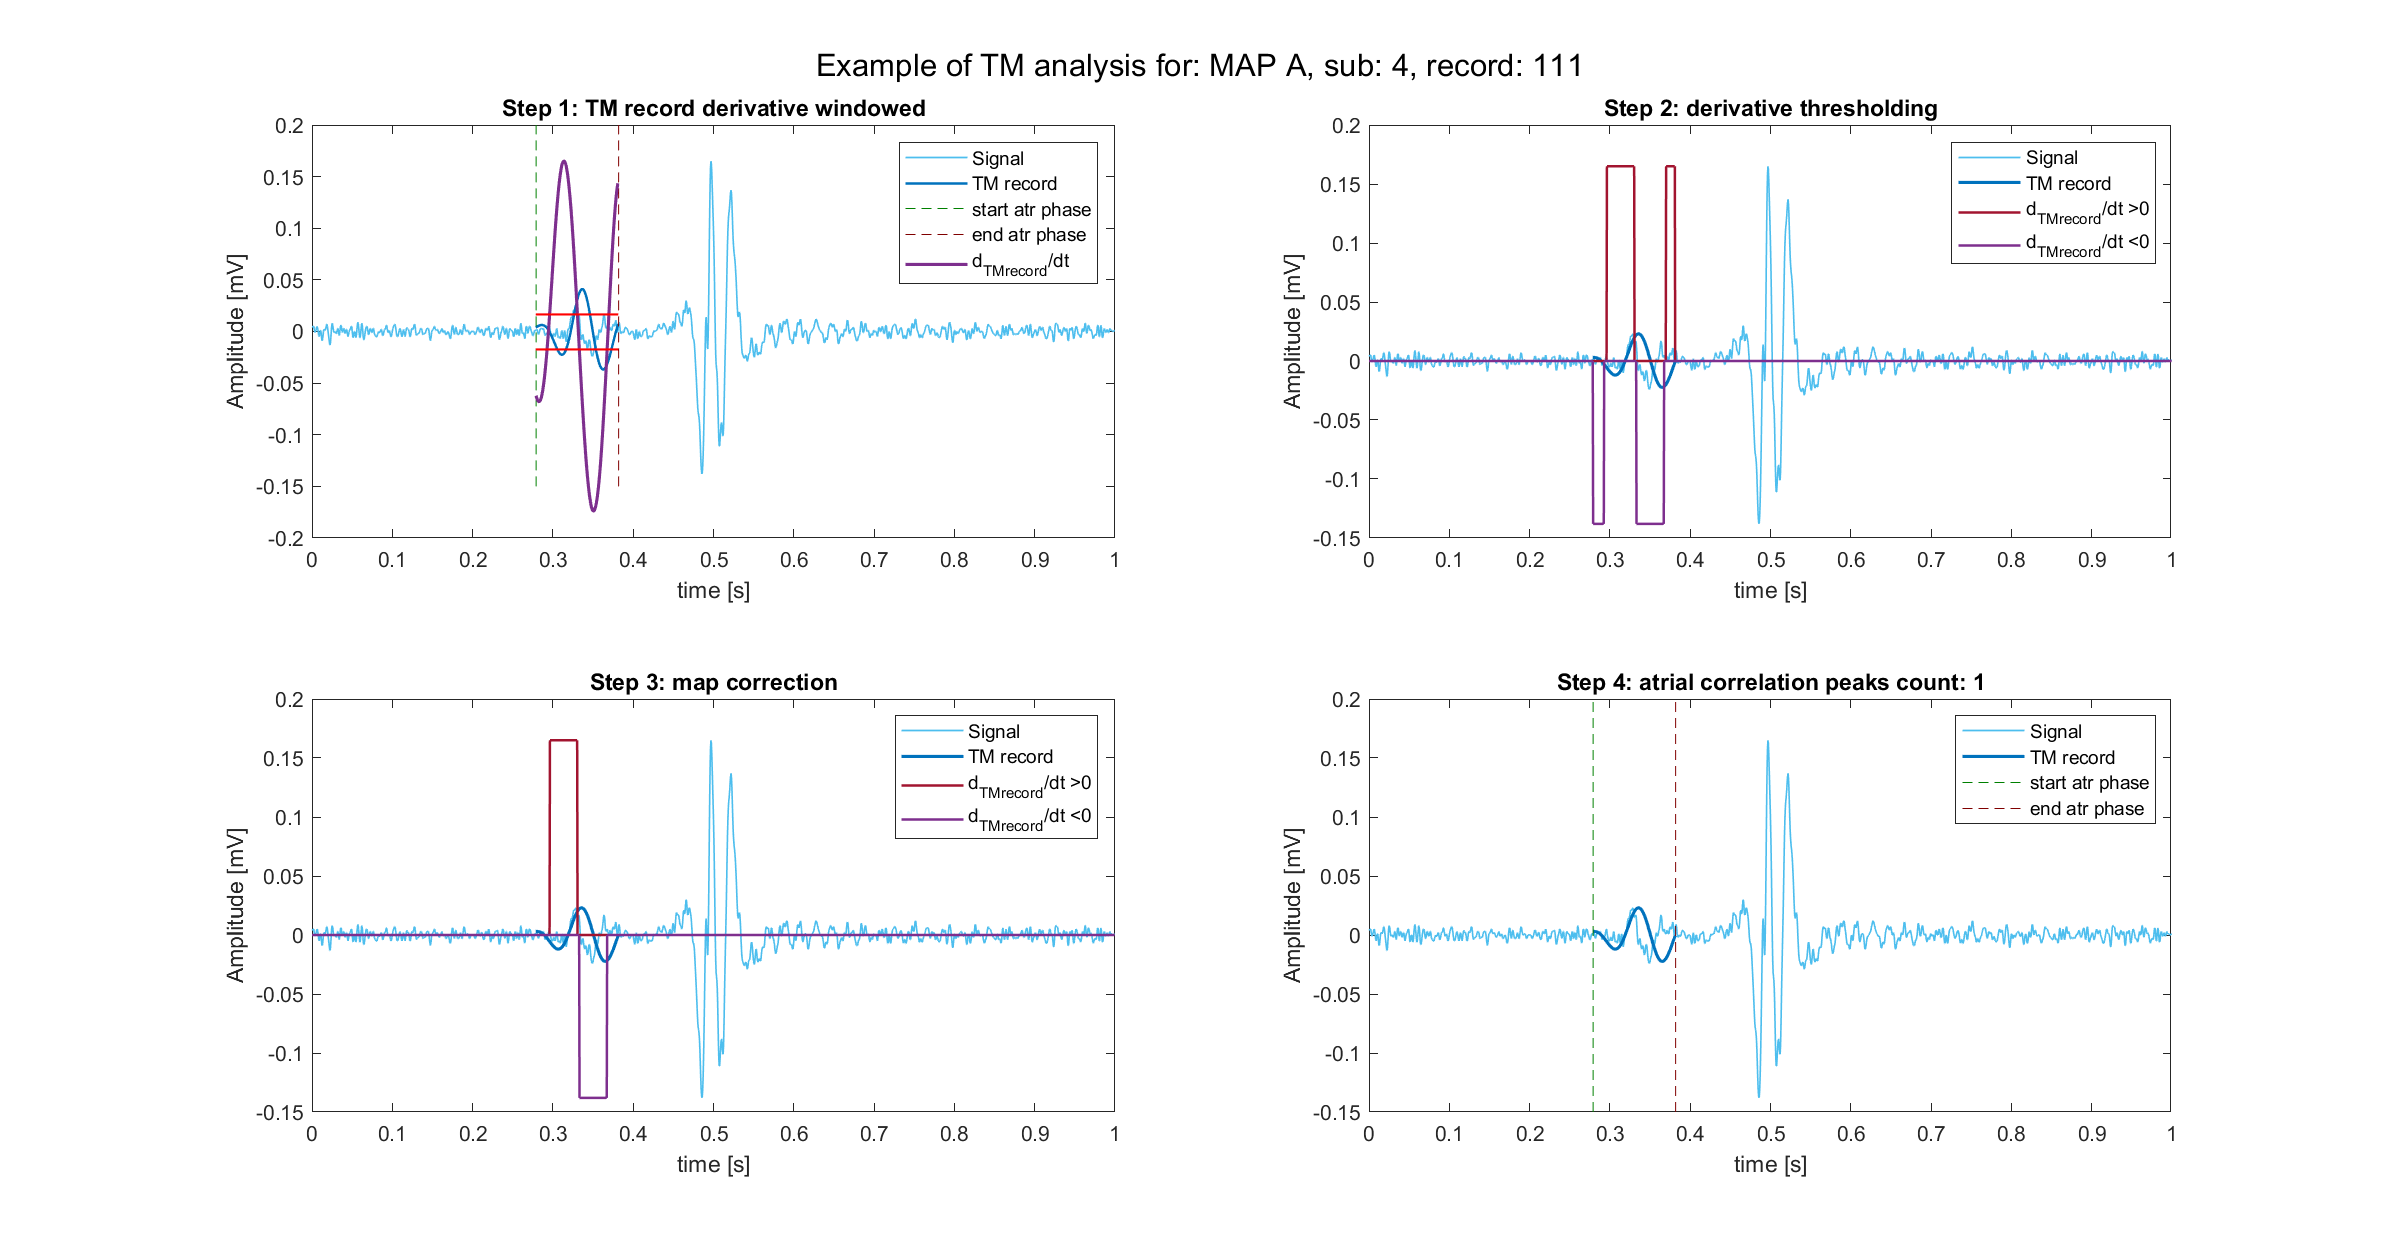 Example of TM analysis for: MAP A, sub: 4, record: 111
Step 1: TM record derivative windowed
0.2
0.15
0.1
0.05
0
-0.05
-0.1
-0.15
-0.2
Amplitude [mV]
0 0.1 0.2 0.3 0.4 0.5 0.6 0.7 0.8 0.9 1
time [s]
Signal
TM record
start atr phase
end atr phase
dTMrecord/dt
Step 2: derivative thresholding
0.2
0.15
0.1
0.05
0
-0.05
-0.1
-0.15
Amplitude [mV]
0 0.1 0.2 0.3 0.4 0.5 0.6 0.7 0.8 0.9 1
time [s]
Signal
TM record
dTMrecord/dt >0
dTMrecord/dt <0
Step 3: map correction
0.2
0.15
0.1
0.05
0
-0.05
-0.1
-0.15
Amplitude [mV]
0 0.1 0.2 0.3 0.4 0.5 0.6 0.7 0.8 0.9 1
time [s]
Signal
TM record
dTMrecord/dt >0
dTMrecord/dt <0
Step 4: atrial correlation peaks count: 1
0.2
0.15
0.1
0.05
0
-0.05
-0.1
-0.15
Amplitude [mV]
0 0.1 0.2 0.3 0.4 0.5 0.6 0.7 0.8 0.9 1
time [s]
Signal
TM record
start atr phase
end atr phase